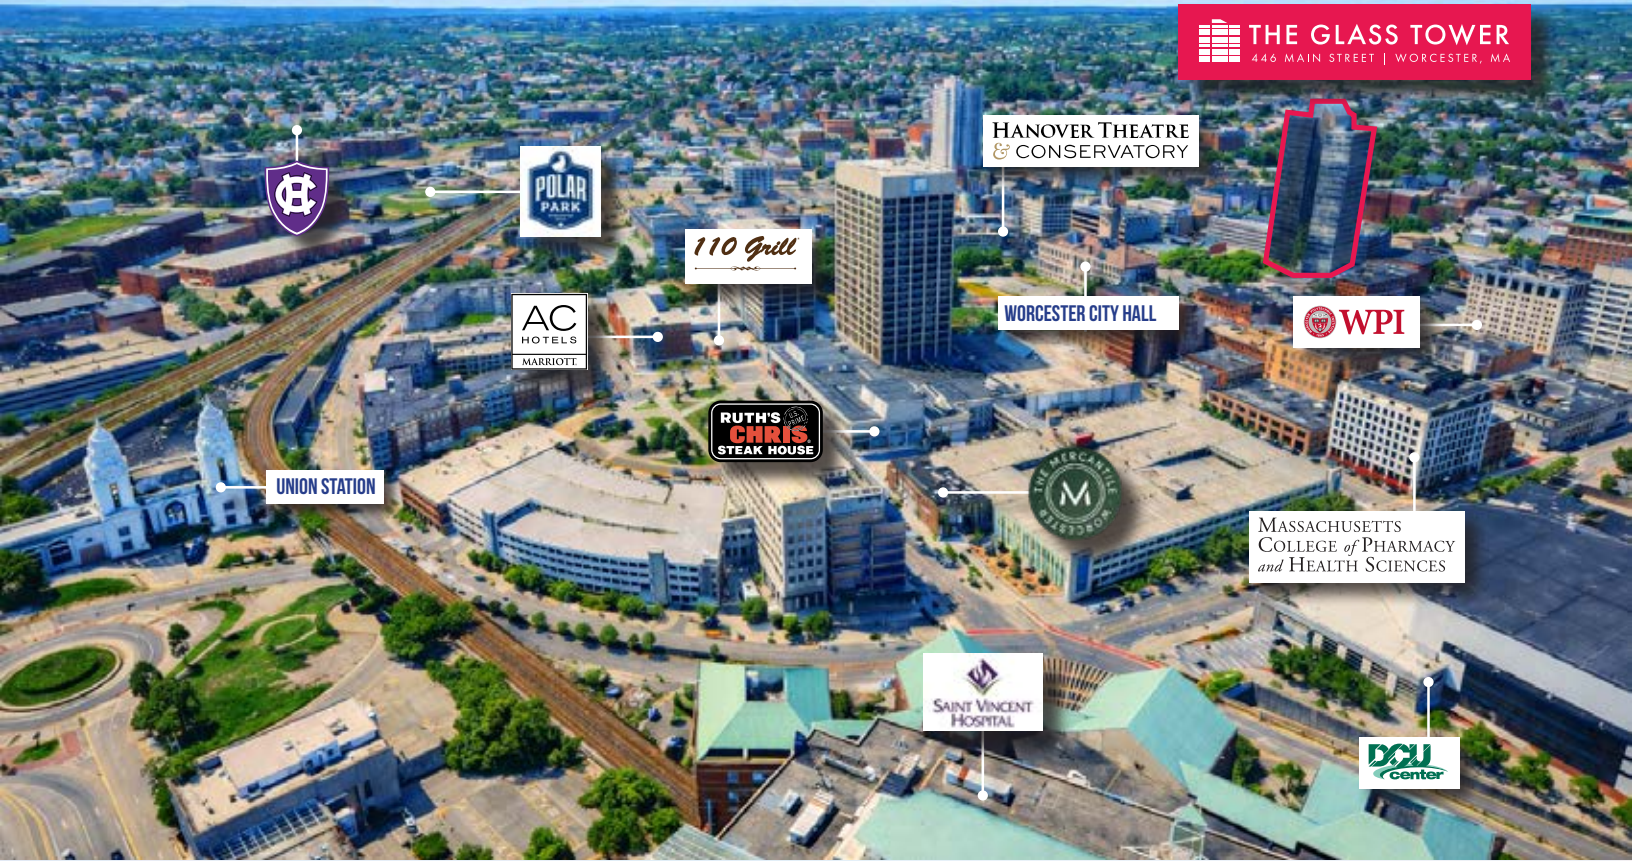 THE GLASS TOWER
446 MAIN STREET | WORCESTER, MA
HANOVER THEATRE
& CONSERVATORY
POLAR
PARK
110 Grill
AC
HOTELS
MARRIOTT
WORCESTER CITY HALL
WPI
RUTH'S
U.S. PRIME
CHRIS
STEAK HOUSE
UNION STATION
THE MERCANTILE
M
WORCESTER
MASSACHUSETTS
COLLEGE of PHARMACY
and HEALTH SCIENCES
SAINT VINCENT
HOSPITAL
DCU
center
HC